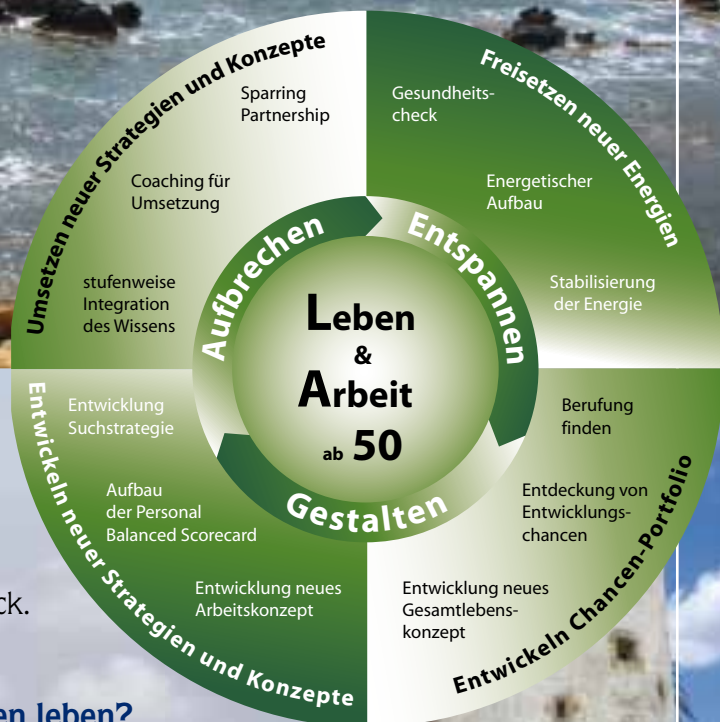 Umsetzen neuer Strategien und Konzepte
Sparring
Partnership
Coaching für
Umsetzung
stufenweise
Integration
des Wissens
Freisetzen neuer Energien
Gesundheits-
check
Energetischer
Aufbau
Stabilisierung
der Energie
Aufbrechen
Entspannen
Gestalten
Leben
&
Arbeit
ab 50
Berufung
finden
Entdeckung von
Entwicklungs-
chancen
Entwicklung neues
Gesamtlebens-
konzept
Entwickeln Chancen-Portfolio
Entwicklung
Suchstrategie
Aufbau
der Personal
Balanced Scorecard
Entwicklung neues
Arbeitskonzept
Entwickeln neuer Strategien und Konzepte
ck.
en leben?